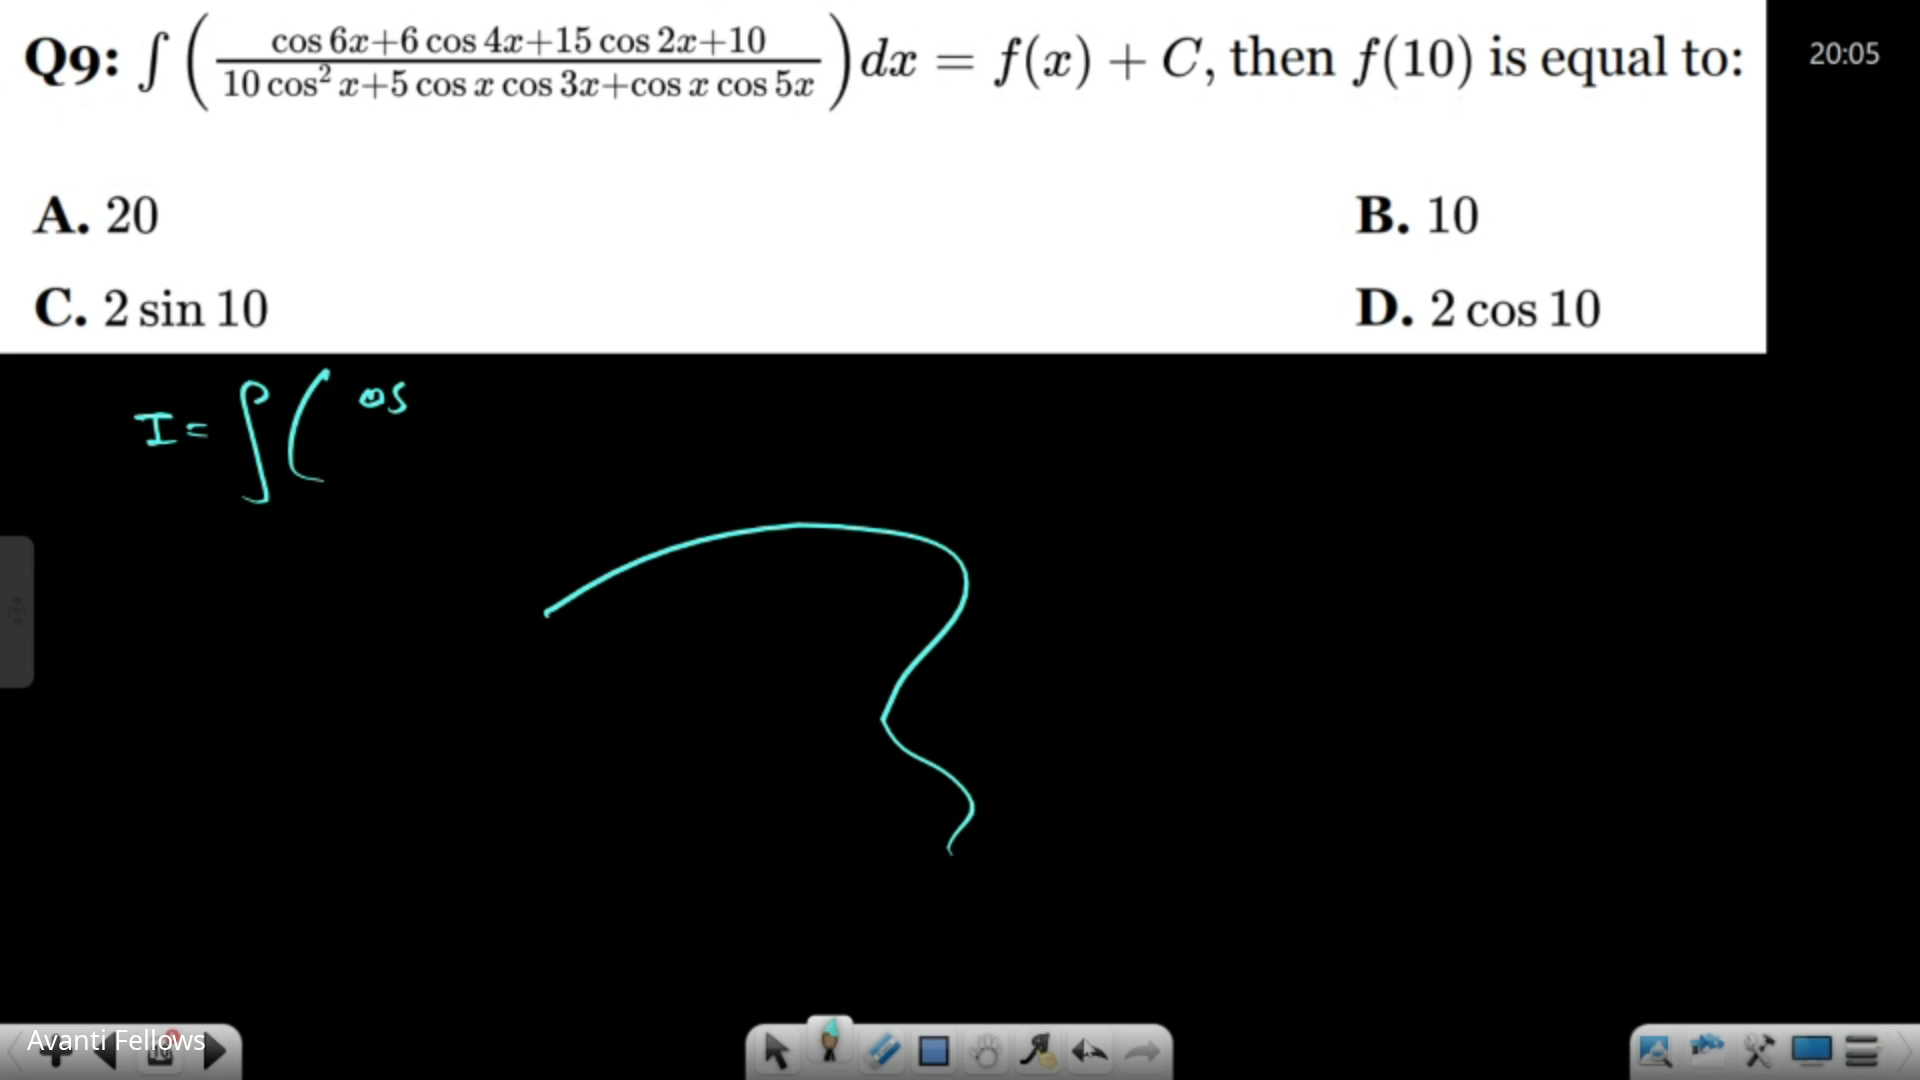 Q9: ∫ ( (cos 6x+6 cos 4x+15 cos 2x+10) / (10 cos² x+5 cos x cos 3x+cos x cos 5x) ) dx = f(x) + C, then f(10) is equal to:
20:05
A. 20
B. 10
C. 2 sin 10
D. 2 cos 10
I = ∫ ( cos
Avanti Fellows